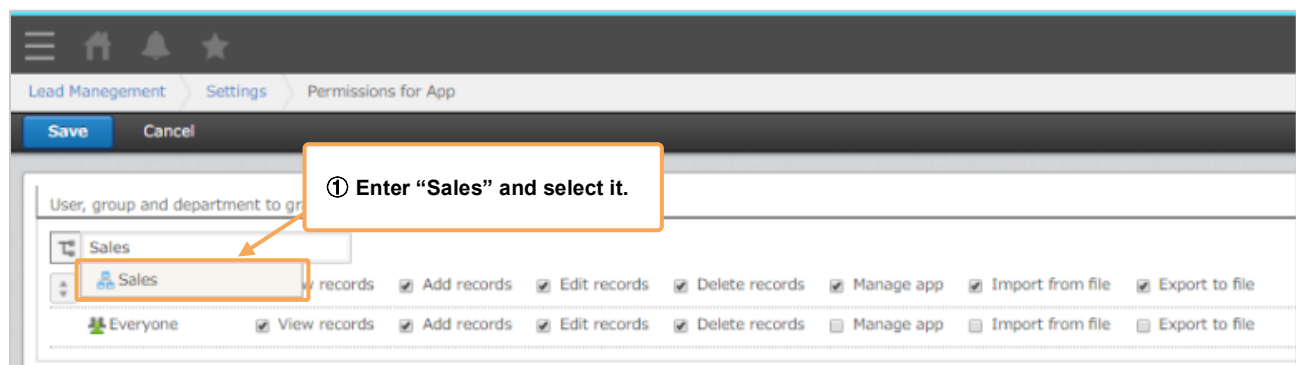 Lead Manegement Settings Permissions for App
Save Cancel
① Enter “Sales” and select it.
User, group and department to
Sales
Sales records Add records Edit records Delete records Manage app Import from file Export to file
Everyone View records Add records Edit records Delete records Manage app Import from file Export to file